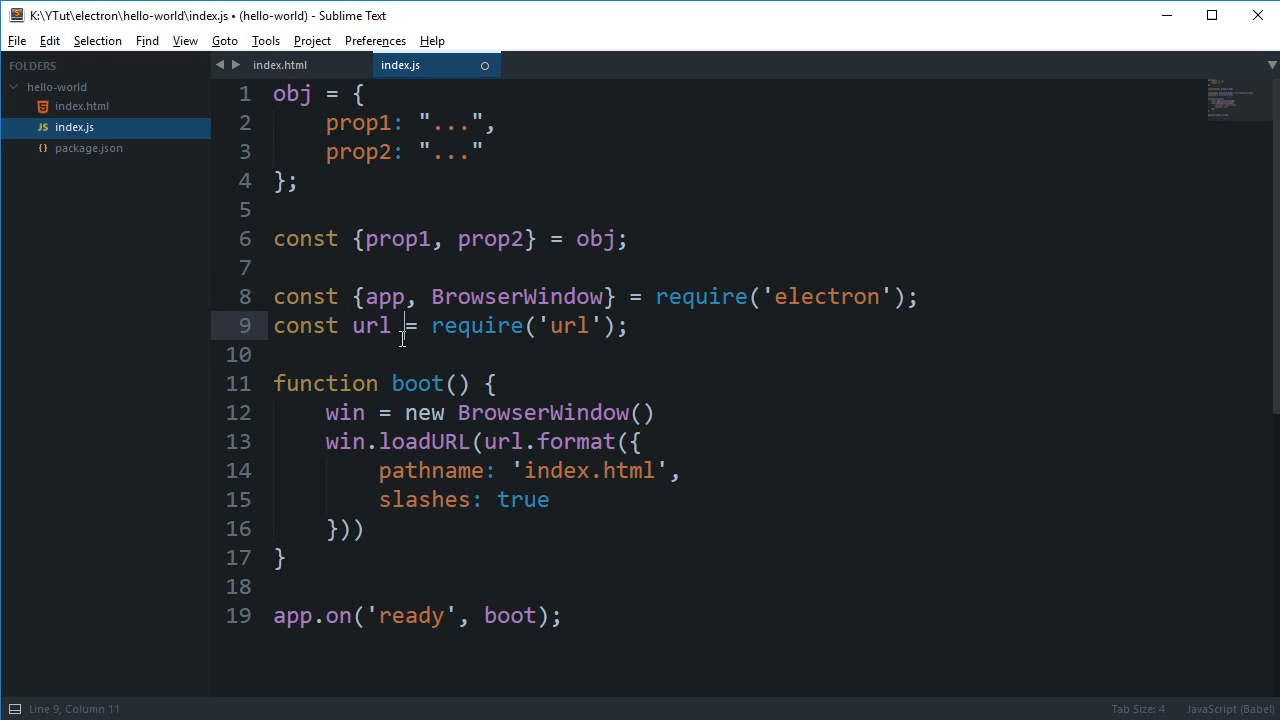 K:\YTut\electron\hello-world\index.js • (hello-world) - Sublime Text
File Edit Selection Find View Goto Tools Project Preferences Help
FOLDERS
hello-world
index.html
JS index.js
{} package.json
index.html index.js
1 obj = {
2     prop1: "...",
3     prop2: "..."
4 };
5
6 const {prop1, prop2} = obj;
7
8 const {app, BrowserWindow} = require('electron');
9 const url = require('url');
10
11 function boot() {
12     win = new BrowserWindow()
13     win.loadURL(url.format({
14         pathname: 'index.html',
15         slashes: true
16     }))
17 }
18
19 app.on('ready', boot);
Line 9, Column 11 Tab Size: 4 JavaScript (Babel)